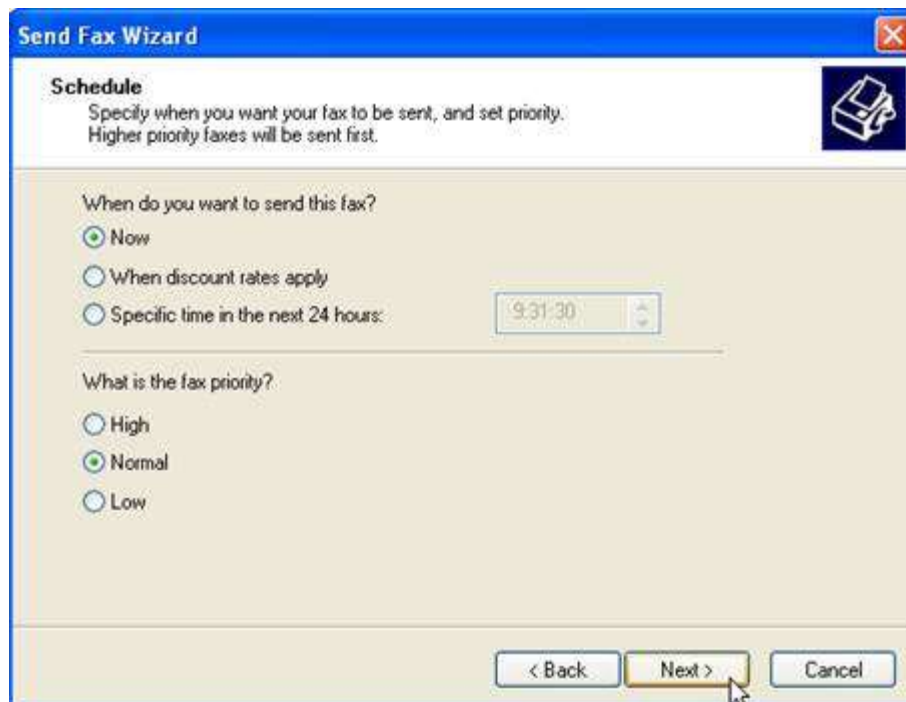 Send Fax Wizard
Schedule
Specify when you want your fax to be sent, and set priority.
Higher priority faxes will be sent first.
When do you want to send this fax?
Now
When discount rates apply
Specific time in the next 24 hours: 9:31:30
What is the fax priority?
High
Normal
Low
< Back Next > Cancel